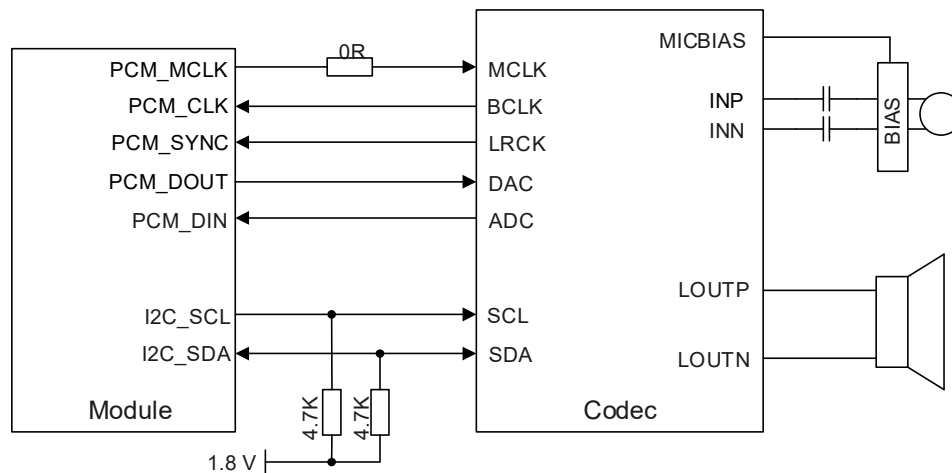 PCM_MCLK
PCM_CLK
PCM_SYNC
PCM_DOUT
PCM_DIN
I2C_SCL
I2C_SDA
Module
0R
4.7K
4.7K
1.8 V
MCLK
BCLK
LRCK
DAC
ADC
SCL
SDA
Codec
MICBIAS
INP
INN
LOUTP
LOUTN
BIAS